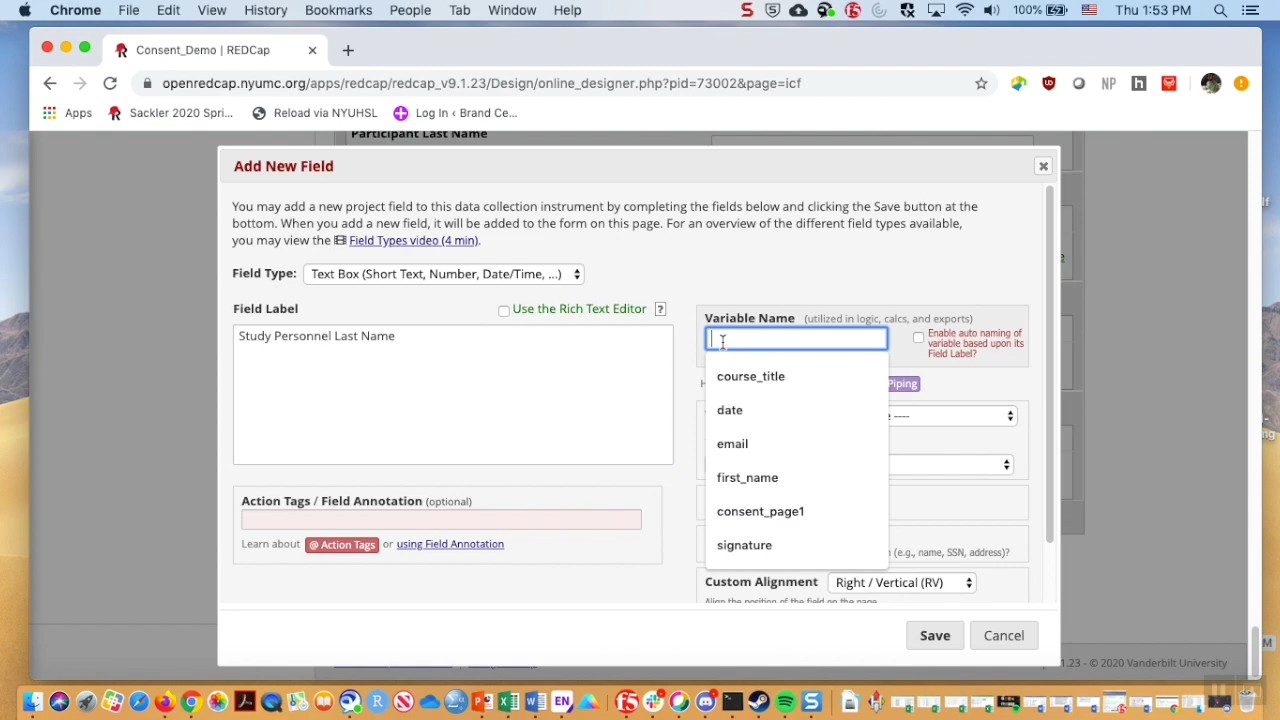 Chrome File Edit View History Bookmarks People Tab Window Help 100% Thu 1:53 PM
Consent_Demo | REDCap
openredcap.nyumc.org/apps/redcap/redcap_v9.1.23/Design/online_designer.php?pid=73002&page=icf
Apps Sackler 2020 Spri... Reload via NYUHSL Log In ‹ Brand Ce...
Participant Last Name
Add New Field
You may add a new project field to this data collection instrument by completing the fields below and clicking the Save button at the
bottom. When you add a new field, it will be added to the form on this page. For an overview of the different field types available,
you may view the Field Types video (4 min).
Field Type: Text Box (Short Text, Number, Date/Time, ...)
Field Label Use the Rich Text Editor ?
Study Personnel Last Name
Variable Name (utilized in logic, calcs, and exports)
Enable auto naming of
variable based upon its
Field Label?
course_title
Piping
date
email
first_name
consent_page1
signature
(e.g., name, SSN, address)?
Action Tags / Field Annotation (optional)
Learn about @ Action Tags or using Field Annotation
Custom Alignment Right / Vertical (RV)
Align the position of the field on the page
Save Cancel
1.23 - © 2020 Vanderbilt University